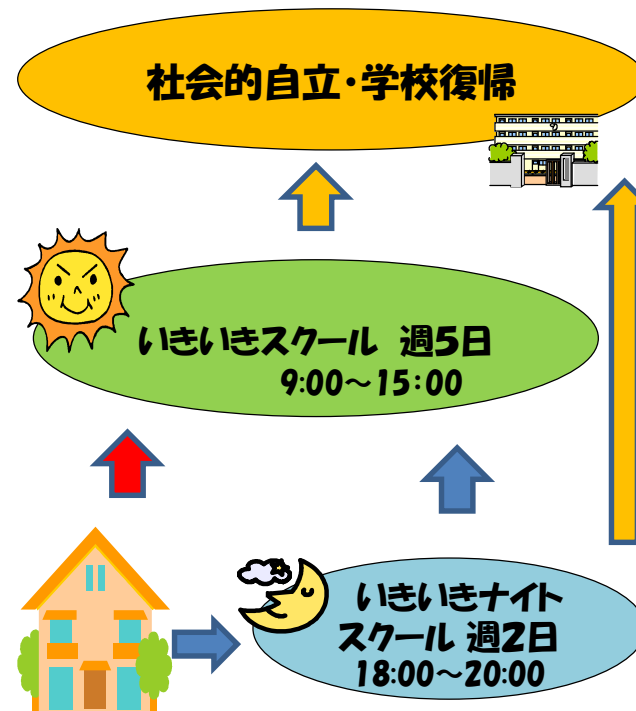 社会的自立・学校復帰
いきいきスクール 週5日
9:00～15:00
いきいきナイト
スクール 週2日
18:00～20:00